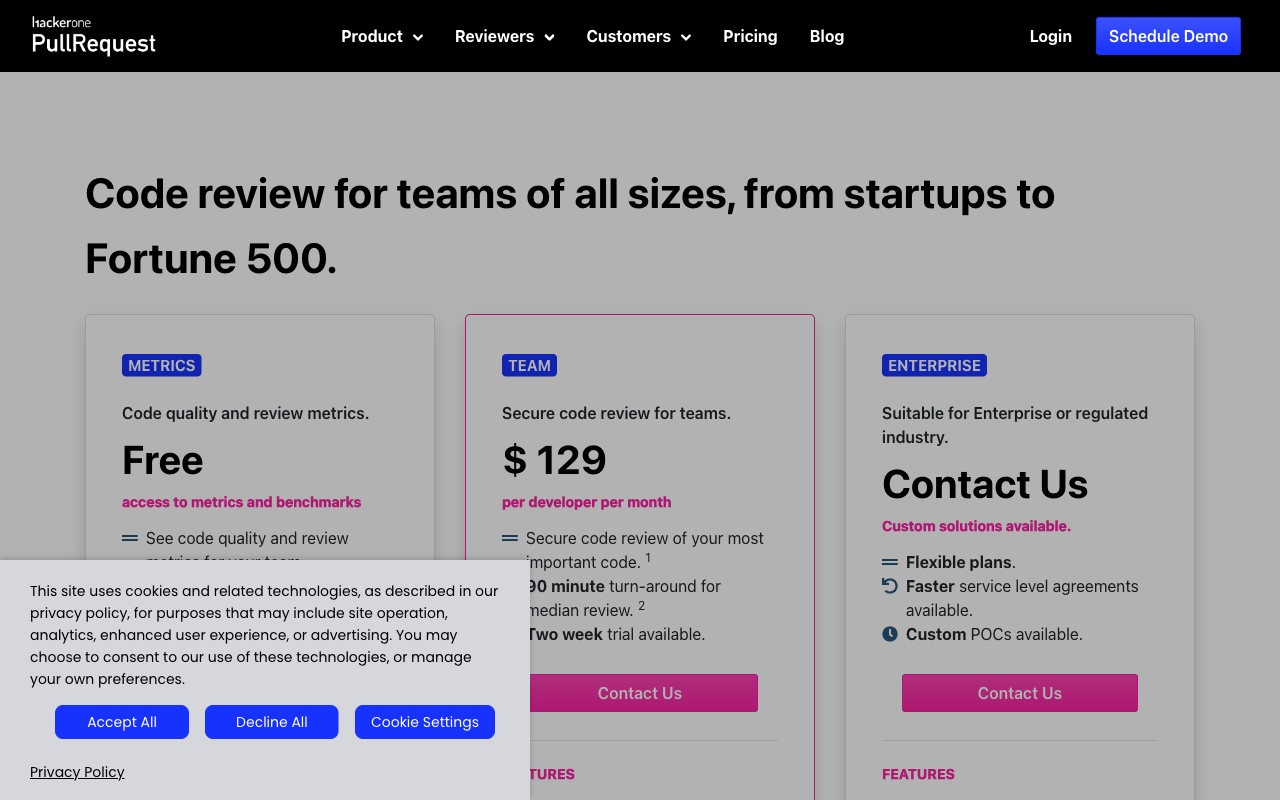 hackerone
PullRequest
Product
Reviewers
Customers
Pricing
Blog
Login
Schedule Demo
Code review for teams of all sizes, from startups to
Fortune 500.
METRICS
Code quality and review metrics.
Free
access to metrics and benchmarks
See code quality and review
metrics for your team
TEAM
Secure code review for teams.
$ 129
per developer per month
Secure code review of your most
important code. 1
90 minute turn-around for
median review. 2
Two week trial available.
Contact Us
TURES
ENTERPRISE
Suitable for Enterprise or regulated
industry.
Contact Us
Custom solutions available.
Flexible plans.
Faster service level agreements
available.
Custom POCs available.
Contact Us
FEATURES
This site uses cookies and related technologies, as described in our
privacy policy, for purposes that may include site operation,
analytics, enhanced user experience, or advertising. You may
choose to consent to our use of these technologies, or manage
your own preferences.
Accept All
Decline All
Cookie Settings
Privacy Policy